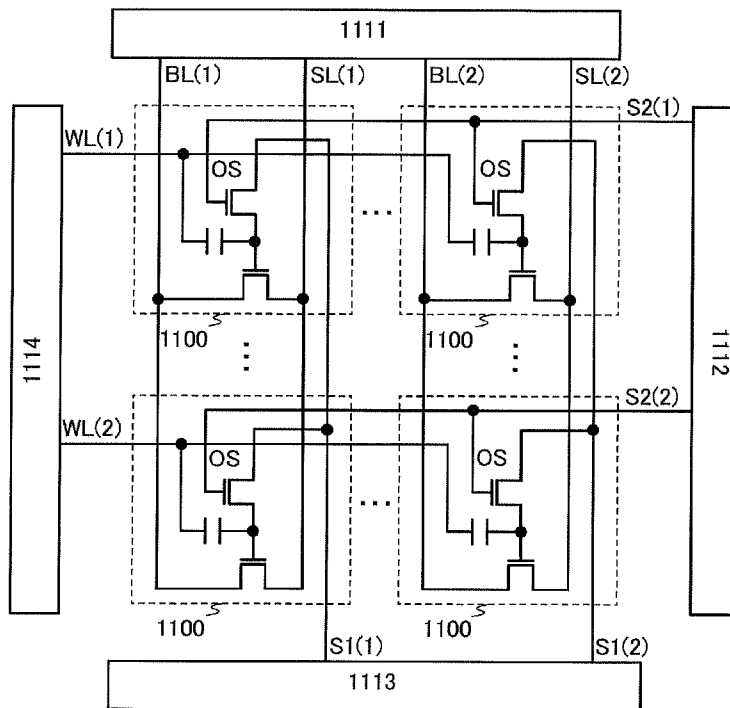 1111
BL(1) SL(1) BL(2) SL(2)
S2(1)
WL(1)
OS OS
... ...
1100 1100
1114
1112
... ...
S2(2)
WL(2)
OS OS
... ...
1100 1100
S1(1) S1(2)
1113